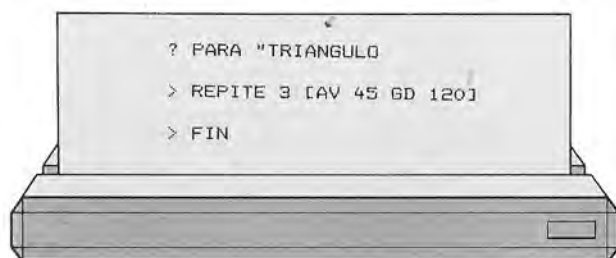 ? PARA "TRIANGULO
> REPITE 3 [AV 45 GD 120]
> FIN